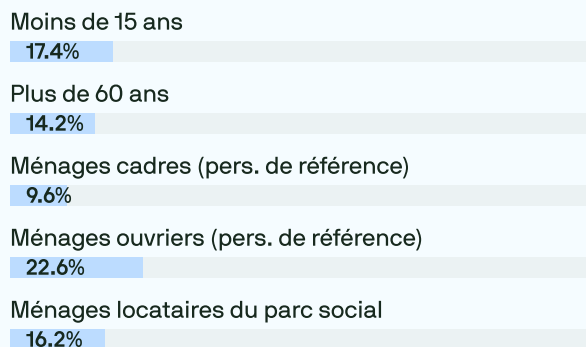 Moins de 15 ans
17.4%
Plus de 60 ans
14.2%
Ménages cadres (pers. de référence)
9.6%
Ménages ouvriers (pers. de référence)
22.6%
Ménages locataires du parc social
16.2%